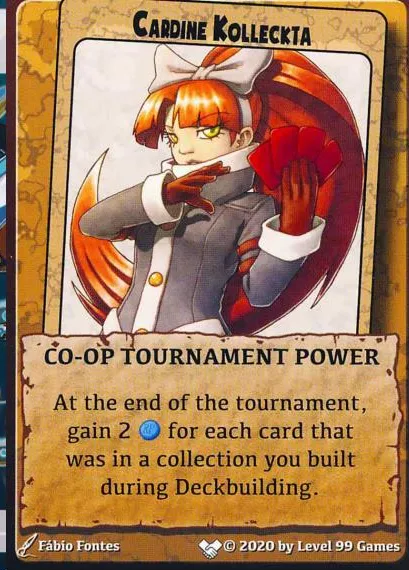 Cardine Kolleckta
CO-OP TOURNAMENT POWER
At the end of the tournament,
gain 2 for each card that
was in a collection you built
during Deckbuilding.
Fábio Fontes
© 2020 by Level 99 Games